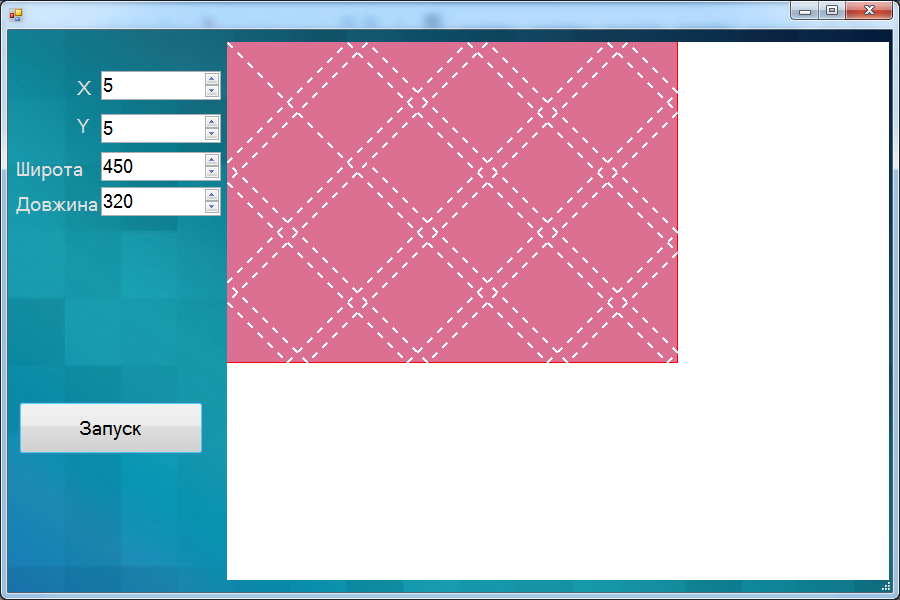 X 5
Y 5
Широта 450
Довжина 320
Запуск